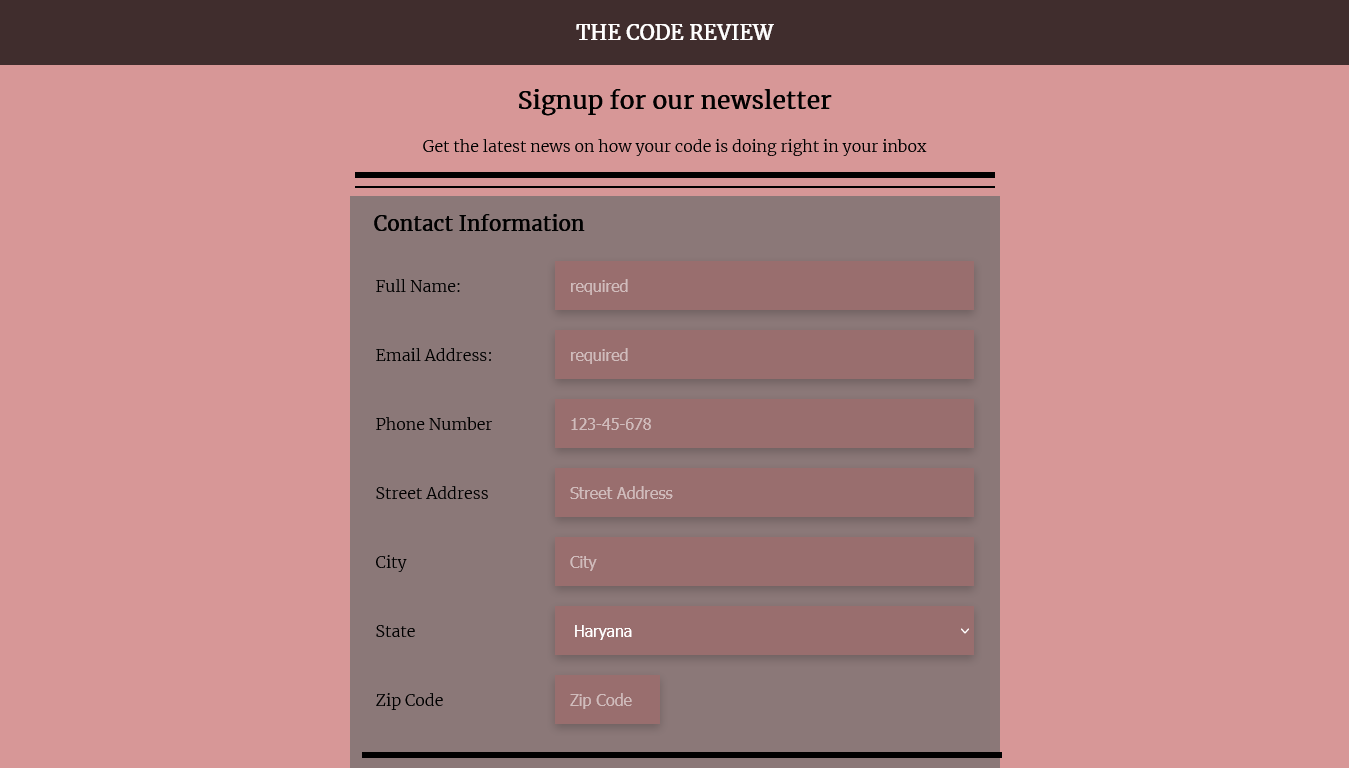 THE CODE REVIEW
Signup for our newsletter
Get the latest news on how your code is doing right in your inbox
Contact Information
Full Name: required
Email Address: required
Phone Number 123-45-678
Street Address Street Address
City City
State Haryana
Zip Code Zip Code